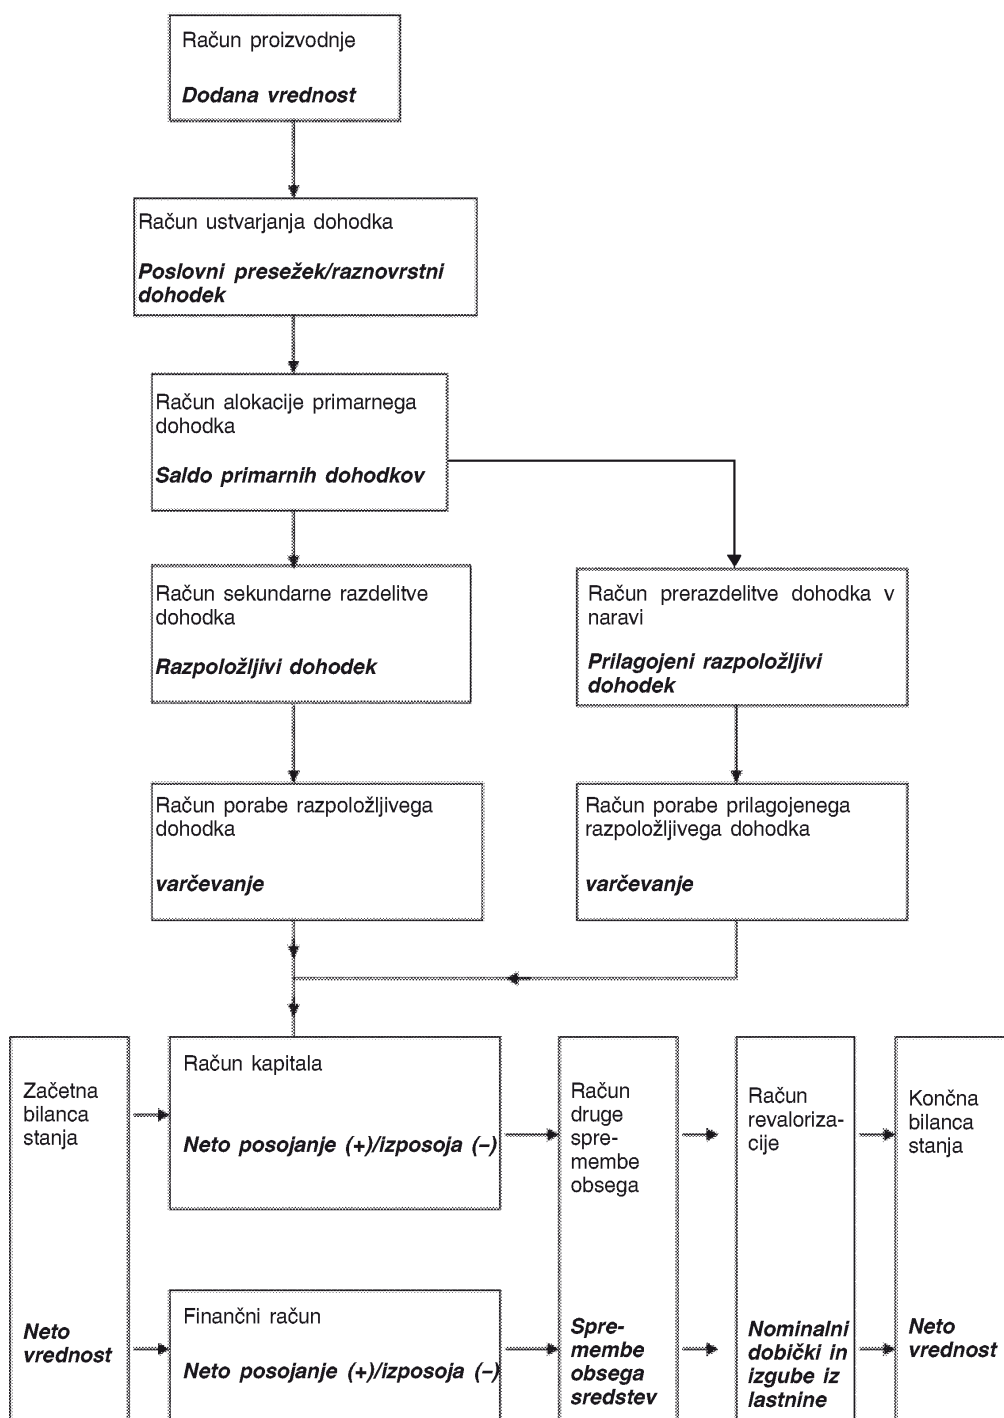 Račun proizvodnje
Dodana vrednost
Račun ustvarjanja dohodka
Poslovni presežek/raznovrstni
dohodek
Račun alokacije primarnega
dohodka
Saldo primarnih dohodkov
Račun sekundarne razdelitve
dohodka
Razpoložljivi dohodek
Račun prerazdelitve dohodka v
naravi
Prilagojeni razpoložljivi
dohodek
Račun porabe razpoložljivega
dohodka
varčevanje
Račun porabe prilagojenega
razpoložljivega dohodka
varčevanje
Začetna
bilanca
stanja
Neto
vrednost
Račun kapitala
Neto posojanje (+)/izposoja (–)
Finančni račun
Neto posojanje (+)/izposoja (–)
Račun
druge
spre-
membe
obsega
Spre-
membe
obsega
sredstev
Račun
revaloriza-
cije
Nominalni
dobički in
izgube iz
lastnine
Končna
bilanca
stanja
Neto
vrednost